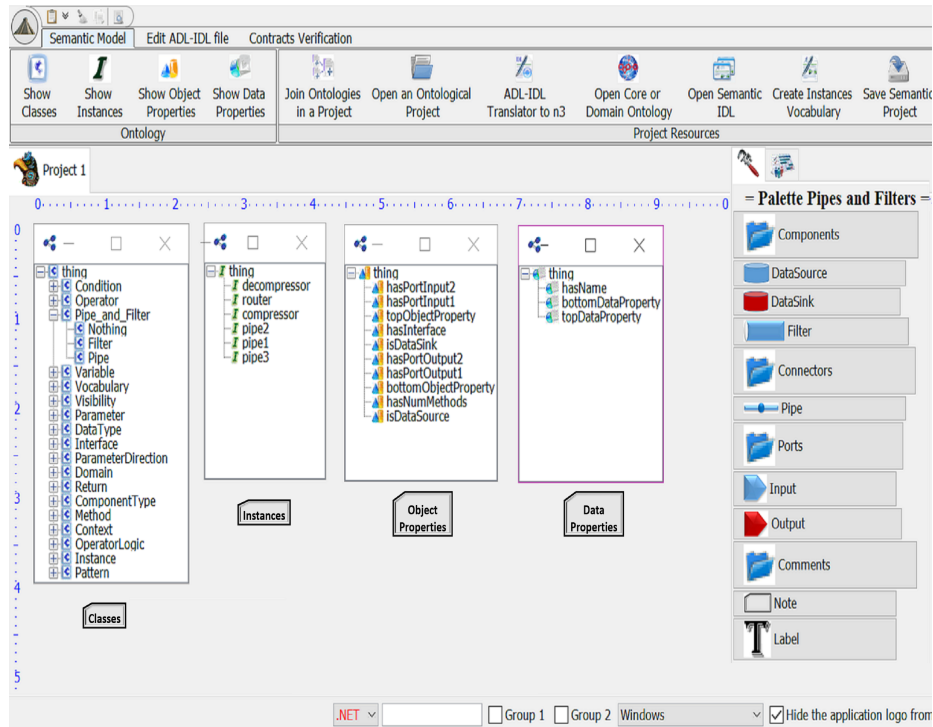 Semantic Model Edit ADL-IDL file Contracts Verification
Show Classes
Show Instances
Show Object Properties
Show Data Properties
Join Ontologies in a Project
Open an Ontological Project
ADL-IDL Translator to n3
Open Core or Domain Ontology
Open Semantic IDL
Create Instances Vocabulary
Save Semantic Project
Ontology
Project Resources
Project 1
0 1 2 3 4 5 6 7 8 9 0
0
1
2
3
4
5
thing
Condition
Operator
Pipe_and_Filter
Nothing
Filter
Pipe
Variable
Vocabulary
Visibility
Parameter
DataType
Interface
ParameterDirection
Domain
Return
ComponentType
Method
Context
OperatorLogic
Instance
Pattern
Classes
thing
decompressor
router
compressor
pipe2
pipe1
pipe3
Instances
thing
hasPortInput2
hasPortInput1
topObjectProperty
hasInterface
isDataSink
hasPortOutput2
hasPortOutput1
bottomObjectProperty
hasNumMethods
isDataSource
Object
Properties
thing
hasName
bottomDataProperty
topDataProperty
Data
Properties
= Palette Pipes and Filters =
Components
DataSource
DataSink
Filter
Connectors
Pipe
Ports
Input
Output
Comments
Note
Label
.NET Group 1 Group 2 Windows Hide the application logo from